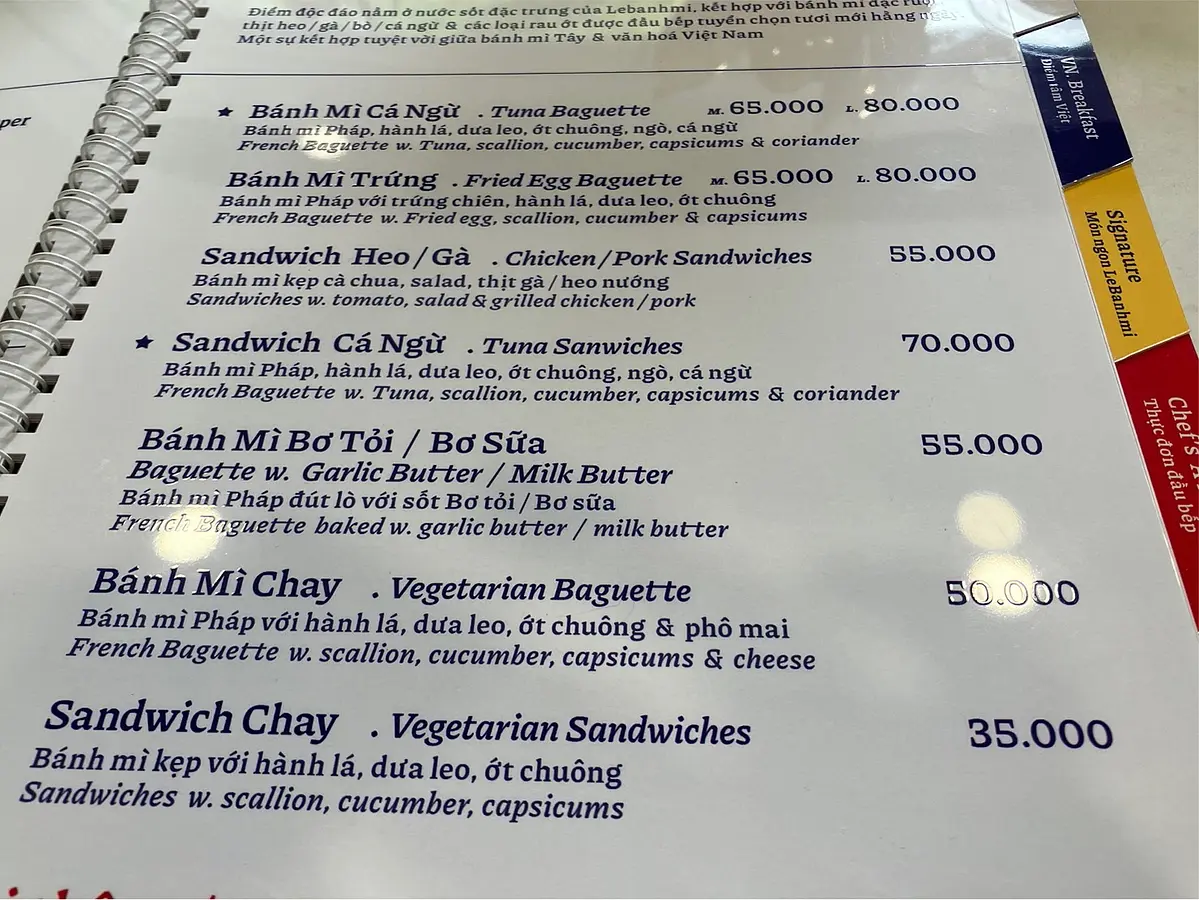 Điểm độc đáo nằm ở nước sốt đặc trưng của Lebanhmi, kết hợp với bánh mì đặc
thịt heo / gà / bò / cá ngừ & các loại rau ớt được đầu bếp tuyển chọn tươi mới hằng ngày.
Một sự kết hợp tuyệt vời giữa bánh mì Tây & văn hoá Việt Nam
★ Bánh Mì Cá Ngừ . Tuna Baguette M. 65.000 L. 80.000
Bánh mì Pháp, hành lá, dưa leo, ớt chuông, ngò, cá ngừ
French Baguette w. Tuna, scallion, cucumber, capsicums & coriander
Bánh Mì Trứng . Fried Egg Baguette M. 65.000 L. 80.000
Bánh mì Pháp với trứng chiên, hành lá, dưa leo, ớt chuông
French Baguette w. Fried egg, scallion, cucumber & capsicums
Sandwich Heo / Gà . Chicken / Pork Sandwiches 55.000
Bánh mì kẹp cà chua, salad, thịt gà / heo nướng
Sandwiches w. tomato, salad & grilled chicken / pork
★ Sandwich Cá Ngừ . Tuna Sanwiches 70.000
Bánh mì Pháp, hành lá, dưa leo, ớt chuông, ngò, cá ngừ
French Baguette w. Tuna, scallion, cucumber, capsicums & coriander
Bánh Mì Bơ Tỏi / Bơ Sữa 55.000
Baguette w. Garlic Butter / Milk Butter
Bánh mì Pháp đút lò với sốt Bơ tỏi / Bơ sữa
French Baguette baked w. garlic butter / milk butter
Bánh Mì Chay . Vegetarian Baguette 50.000
Bánh mì Pháp với hành lá, dưa leo, ớt chuông & phô mai
French Baguette w. scallion, cucumber, capsicums & cheese
Sandwich Chay . Vegetarian Sandwiches 35.000
Bánh mì kẹp với hành lá, dưa leo, ớt chuông
Sandwiches w. scallion, cucumber, capsicums
VN. Breakfast
Điểm tâm Việt
Signature
Món ngon LeBanhmi
Chef's
Thực đơn đầu bếp